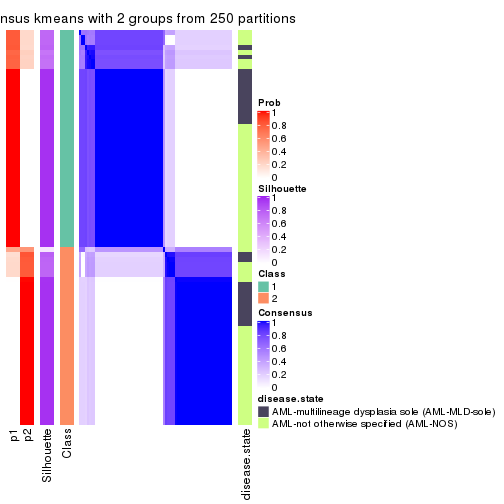 nsus kmeans with 2 groups from 250 partitions
Prob
1
0.8
0.6
0.4
0.2
0
Silhouette
1
0.8
0.6
0.4
0.2
0
Class
1
2
Consensus
1
0.8
0.6
0.4
0.2
0
disease.state
AML-multilineage dysplasia sole (AML-MLD-sole)
AML-not otherwise specified (AML-NOS)
p1
p2
Silhouette
Class
disease.state